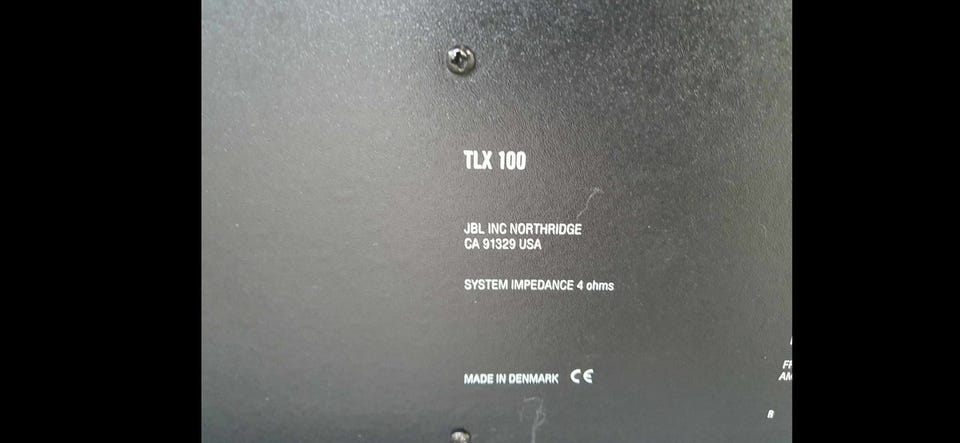 TLX 100
JBL INC NORTHRIDGE
CA 91329 USA
SYSTEM IMPEDANCE 4 ohms
MADE IN DENMARK CE